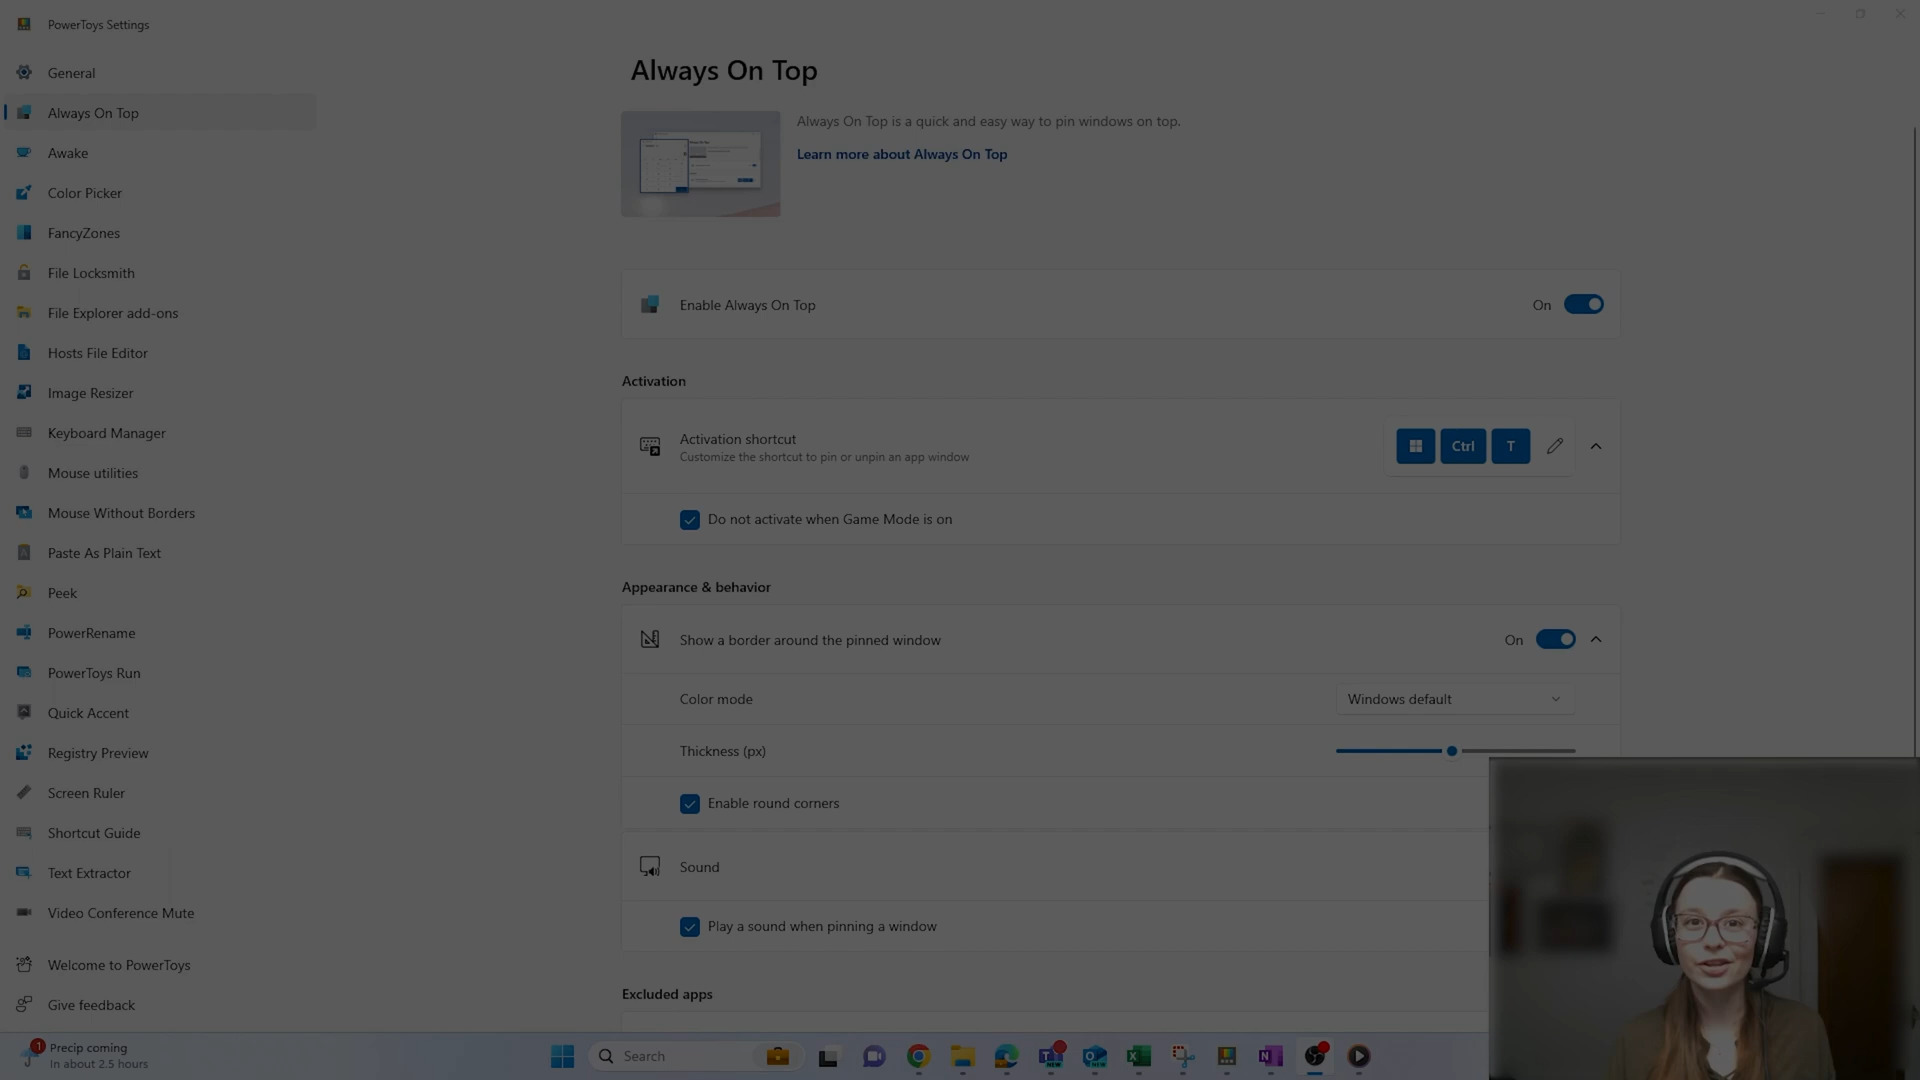 PowerToys Settings
General
Always On Top
Awake
Color Picker
FancyZones
File Locksmith
File Explorer add-ons
Hosts File Editor
Image Resizer
Keyboard Manager
Mouse utilities
Mouse Without Borders
Paste As Plain Text
Peek
PowerRename
PowerToys Run
Quick Accent
Registry Preview
Screen Ruler
Shortcut Guide
Text Extractor
Video Conference Mute
Welcome to PowerToys
Give feedback
Always On Top
Always On Top is a quick and easy way to pin windows on top.
Learn more about Always On Top
Enable Always On Top
On
Activation
Activation shortcut
Customize the shortcut to pin or unpin an app window
Ctrl
T
Do not activate when Game Mode is on
Appearance & behavior
Show a border around the pinned window
On
Color mode
Windows default
Thickness (px)
Enable round corners
Sound
Play a sound when pinning a window
Excluded apps
1
Precip coming
In about 2.5 hours
Search
NEW
NEW